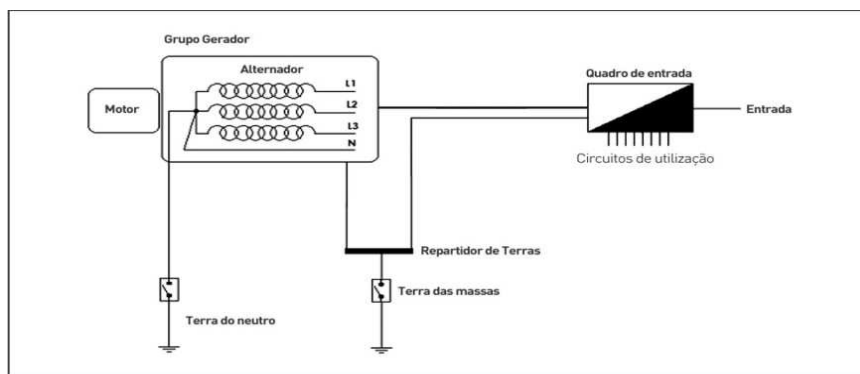 Grupo Gerador
Alternador
L1
Motor
L2
L3
N
Quadro de entrada
Entrada
Circuitos de utilização
Repartidor de Terras
Terra das massas
Terra do neutro